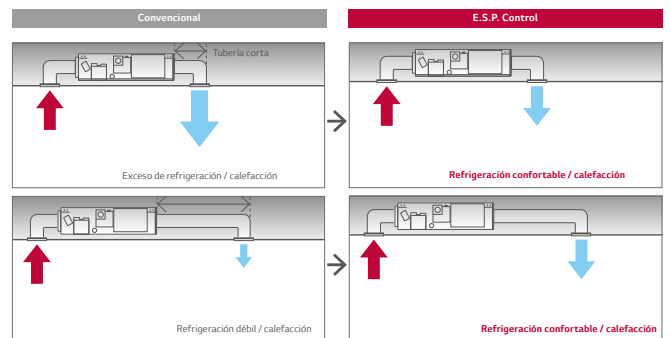 Convencional
E.S.P. Control
Tubería corta
Exceso de refrigeración / calefacción
Refrigeración confortable / calefacción
Refrigeración débil / calefacción
Refrigeración confortable / calefacción